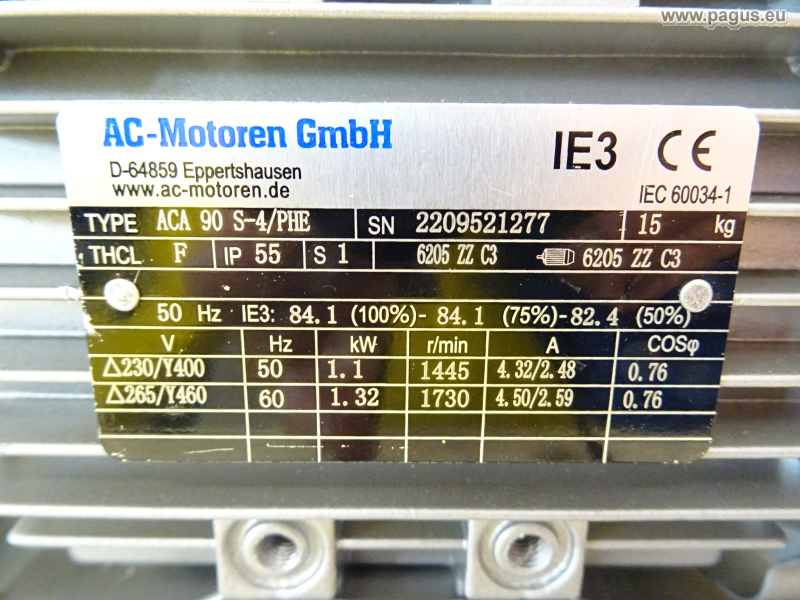 www.pagus.eu
AC-Motoren GmbH
IE3 CE
D-64859 Eppertshausen
www.ac-motoren.de
IEC 60034-1
TYPE ACA 90 S-4/PHE SN 2209521277 15 kg
THCL F IP 55 S 1 6205 ZZ C3 6205 ZZ C3
50 Hz IE3: 84.1 (100%)- 84.1 (75%)-82.4 (50%)
V Hz kW r/min A COSφ
△230/Y400 50 1.1 1445 4.32/2.48 0.76
△265/Y460 60 1.32 1730 4.50/2.59 0.76